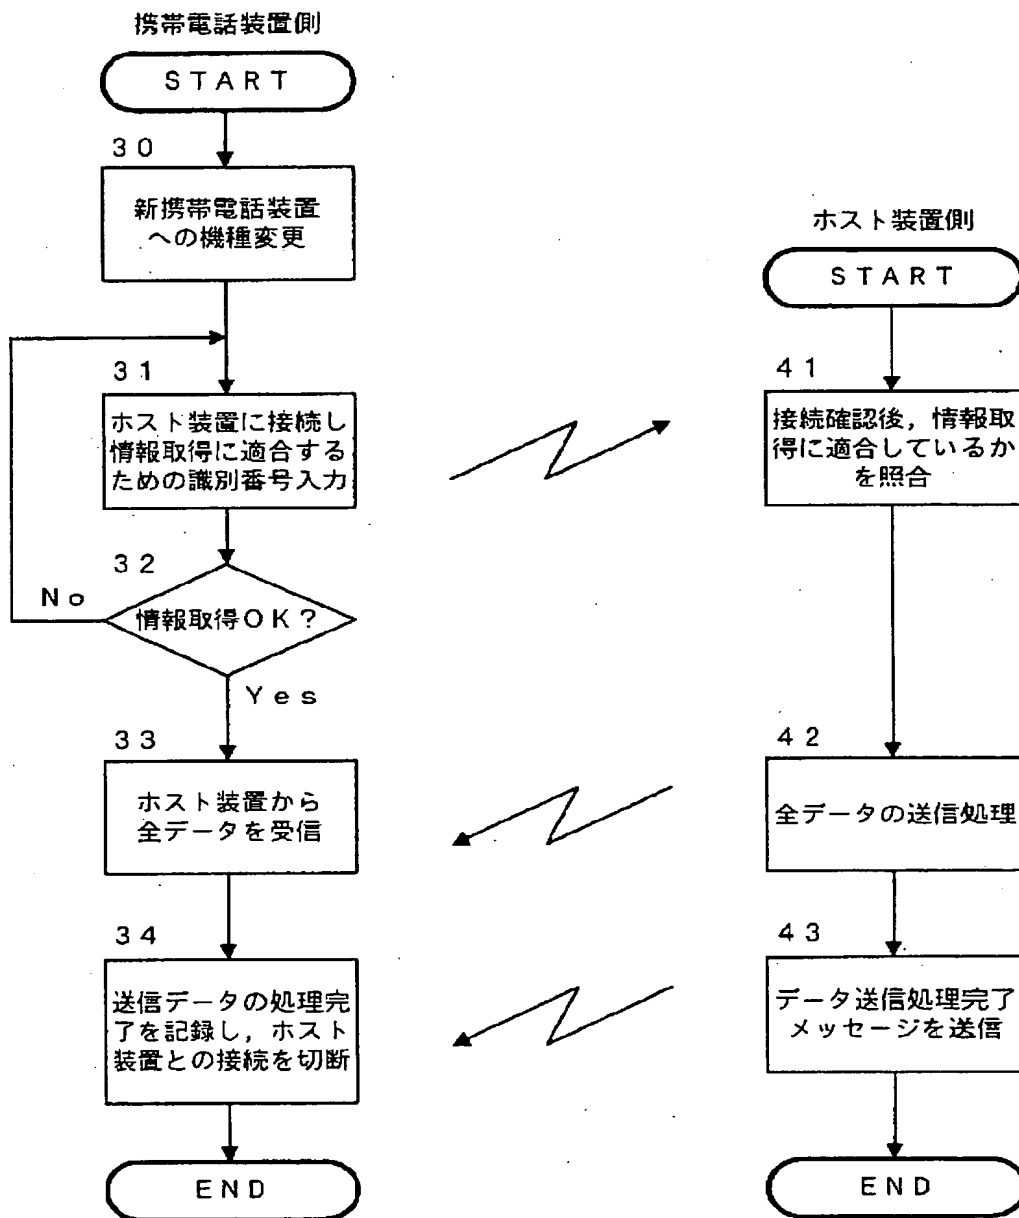 携帯電話装置側
START
30
新携帯電話装置
への機種変更
31
ホスト装置に接続し
情報取得に適合する
ための識別番号入力
32
情報取得OK?
No
Yes
33
ホスト装置から
全データを受信
34
送信データの処理完
了を記録し,ホスト
装置との接続を切断
END
ホスト装置側
START
41
接続確認後,情報取
得に適合しているか
を照合
42
全データの送信処理
43
データ送信処理完了
メッセージを送信
END